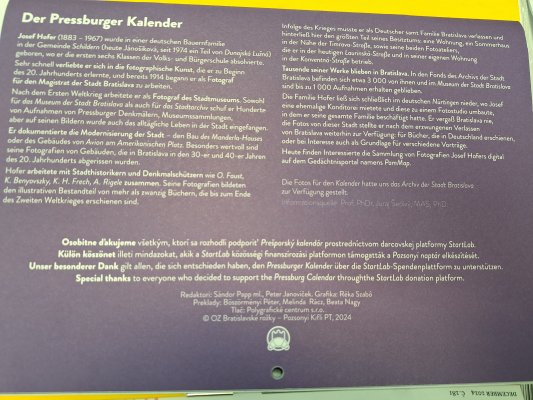 Der Pressburger Kalender
Josef Hofer (1883 – 1967) wurde in einer deutschen Bauernfamilie
in der Gemeinde Schildern (heute Jánošíková, seit 1974 ein Teil von Dunajská Lužná)
geboren, wo er die ersten sechs Klassen der Volks- und Bürgerschule absolvierte.
Sehr schnell verliebte er sich in die fotografische Kunst, die er zu Beginn
des 20. Jahrhunderts erlernte, und bereits 1914 begann er als Fotograf
für den Magistrat der Stadt Bratislava zu arbeiten.
Nach dem Ersten Weltkrieg arbeitete er als Fotograf des Stadtmuseums. Sowohl
für das Museum der Stadt Bratislava als auch für das Stadtarchiv schuf er Hunderte
von Aufnahmen von Pressburger Denkmälern, Museumssammlungen,
aber auf seinen Bildern wurde auch das alltägliche Leben in der Stadt eingefangen.
Er dokumentierte die Modernisierung der Stadt – den Bau des Manderla-Hauses
oder des Gebäudes von Avion am Amerikanischen Platz. Besonders wertvoll sind
seine Fotografien von Gebäuden, die in Bratislava in den 30-er und 40-er Jahren
des 20. Jahrhunderts abgerissen wurden.
Hofer arbeitete mit Stadthistorikern und Denkmalschützern wie O. Faust,
K. Benyovszky, K. H. Frech, A. Rigele zusammen. Seine Fotografien bildeten
den illustrativen Bestandteil von mehr als zwanzig Büchern, die bis zum Ende
des Zweiten Weltkrieges erschienen sind.
Infolge des Krieges musste er als Deutscher samt Familie Bratislava verlassen und
hinterließ hier den größten Teil seines Besitztums: eine Wohnung, ein Sommerhaus
in der Nähe der Timrava-Straße, sowie seine beiden Fotoateliers,
die er in der heutigen Laurinská-Straße und in seiner eigenen Wohnung
in der Konventná-Straße betrieb.
Tausende seiner Werke blieben in Bratislava. In den Fonds des Archivs der Stadt
Bratislava befinden sich etwa 3 000 von ihnen und im Museum der Stadt Bratislava
sind bis zu 1 000 Aufnahmen erhalten geblieben.
Die Familie Hofer ließ sich schließlich im deutschen Nürtingen nieder, wo Josef
eine ehemalige Konditorei mietete und diese zu einem Fotostudio umbaute,
in dem er seine gesamte Familie beschäftigt hatte. Er vergaß Bratislava nie,
die Fotos von dieser Stadt stellte er nach dem erzwungenen Verlassen
von Bratislava weiterhin zur Verfügung: für Bücher, die in Deutschland erschienen,
oder bei Interesse auch als Grundlage für verschiedene Vorträge.
Heute finden Interessierte die Sammlung von Fotografien Josef Hofers digital
auf dem Gedächtnisportal namens PamMap.
Die Fotos für den Kalender hatte uns das Archiv der Stadt Bratislava
zur Verfügung gestellt.
Informationsquelle: Prof. PhDr. Juraj Šedivý, MAS, PhD.
Osobitne ďakujeme všetkým, ktorí sa rozhodli podporiť Prešporský kalendár prostredníctvom darcovskej platformy StartLab.
Külön köszönet illeti mindazokat, akik a StartLab közösségi finanszírozási platformon támogatták a Pozsonyi noptár elkészítését.
Unser besonderer Dank gilt allen, die sich entschieden haben, den Pressburger Kalender über die StartLab-Spendenplattform zu unterstützen.
Special thanks to everyone who decided to support the Pressburg Calendar throughthe StartLab donation platform.
Redaktori: Sándor Papp ml., Peter Janoviček. Grafika: Réka Szabó
Preklady: Böszörményi Péter, Melinda Rácz, Beata Nagy
Tlač: Polygrafické centrum s.r.o.
© OZ Bratislavské rožky – Pozsonyi Kifli PT, 2024
DECEMBER 2024 Č. 181